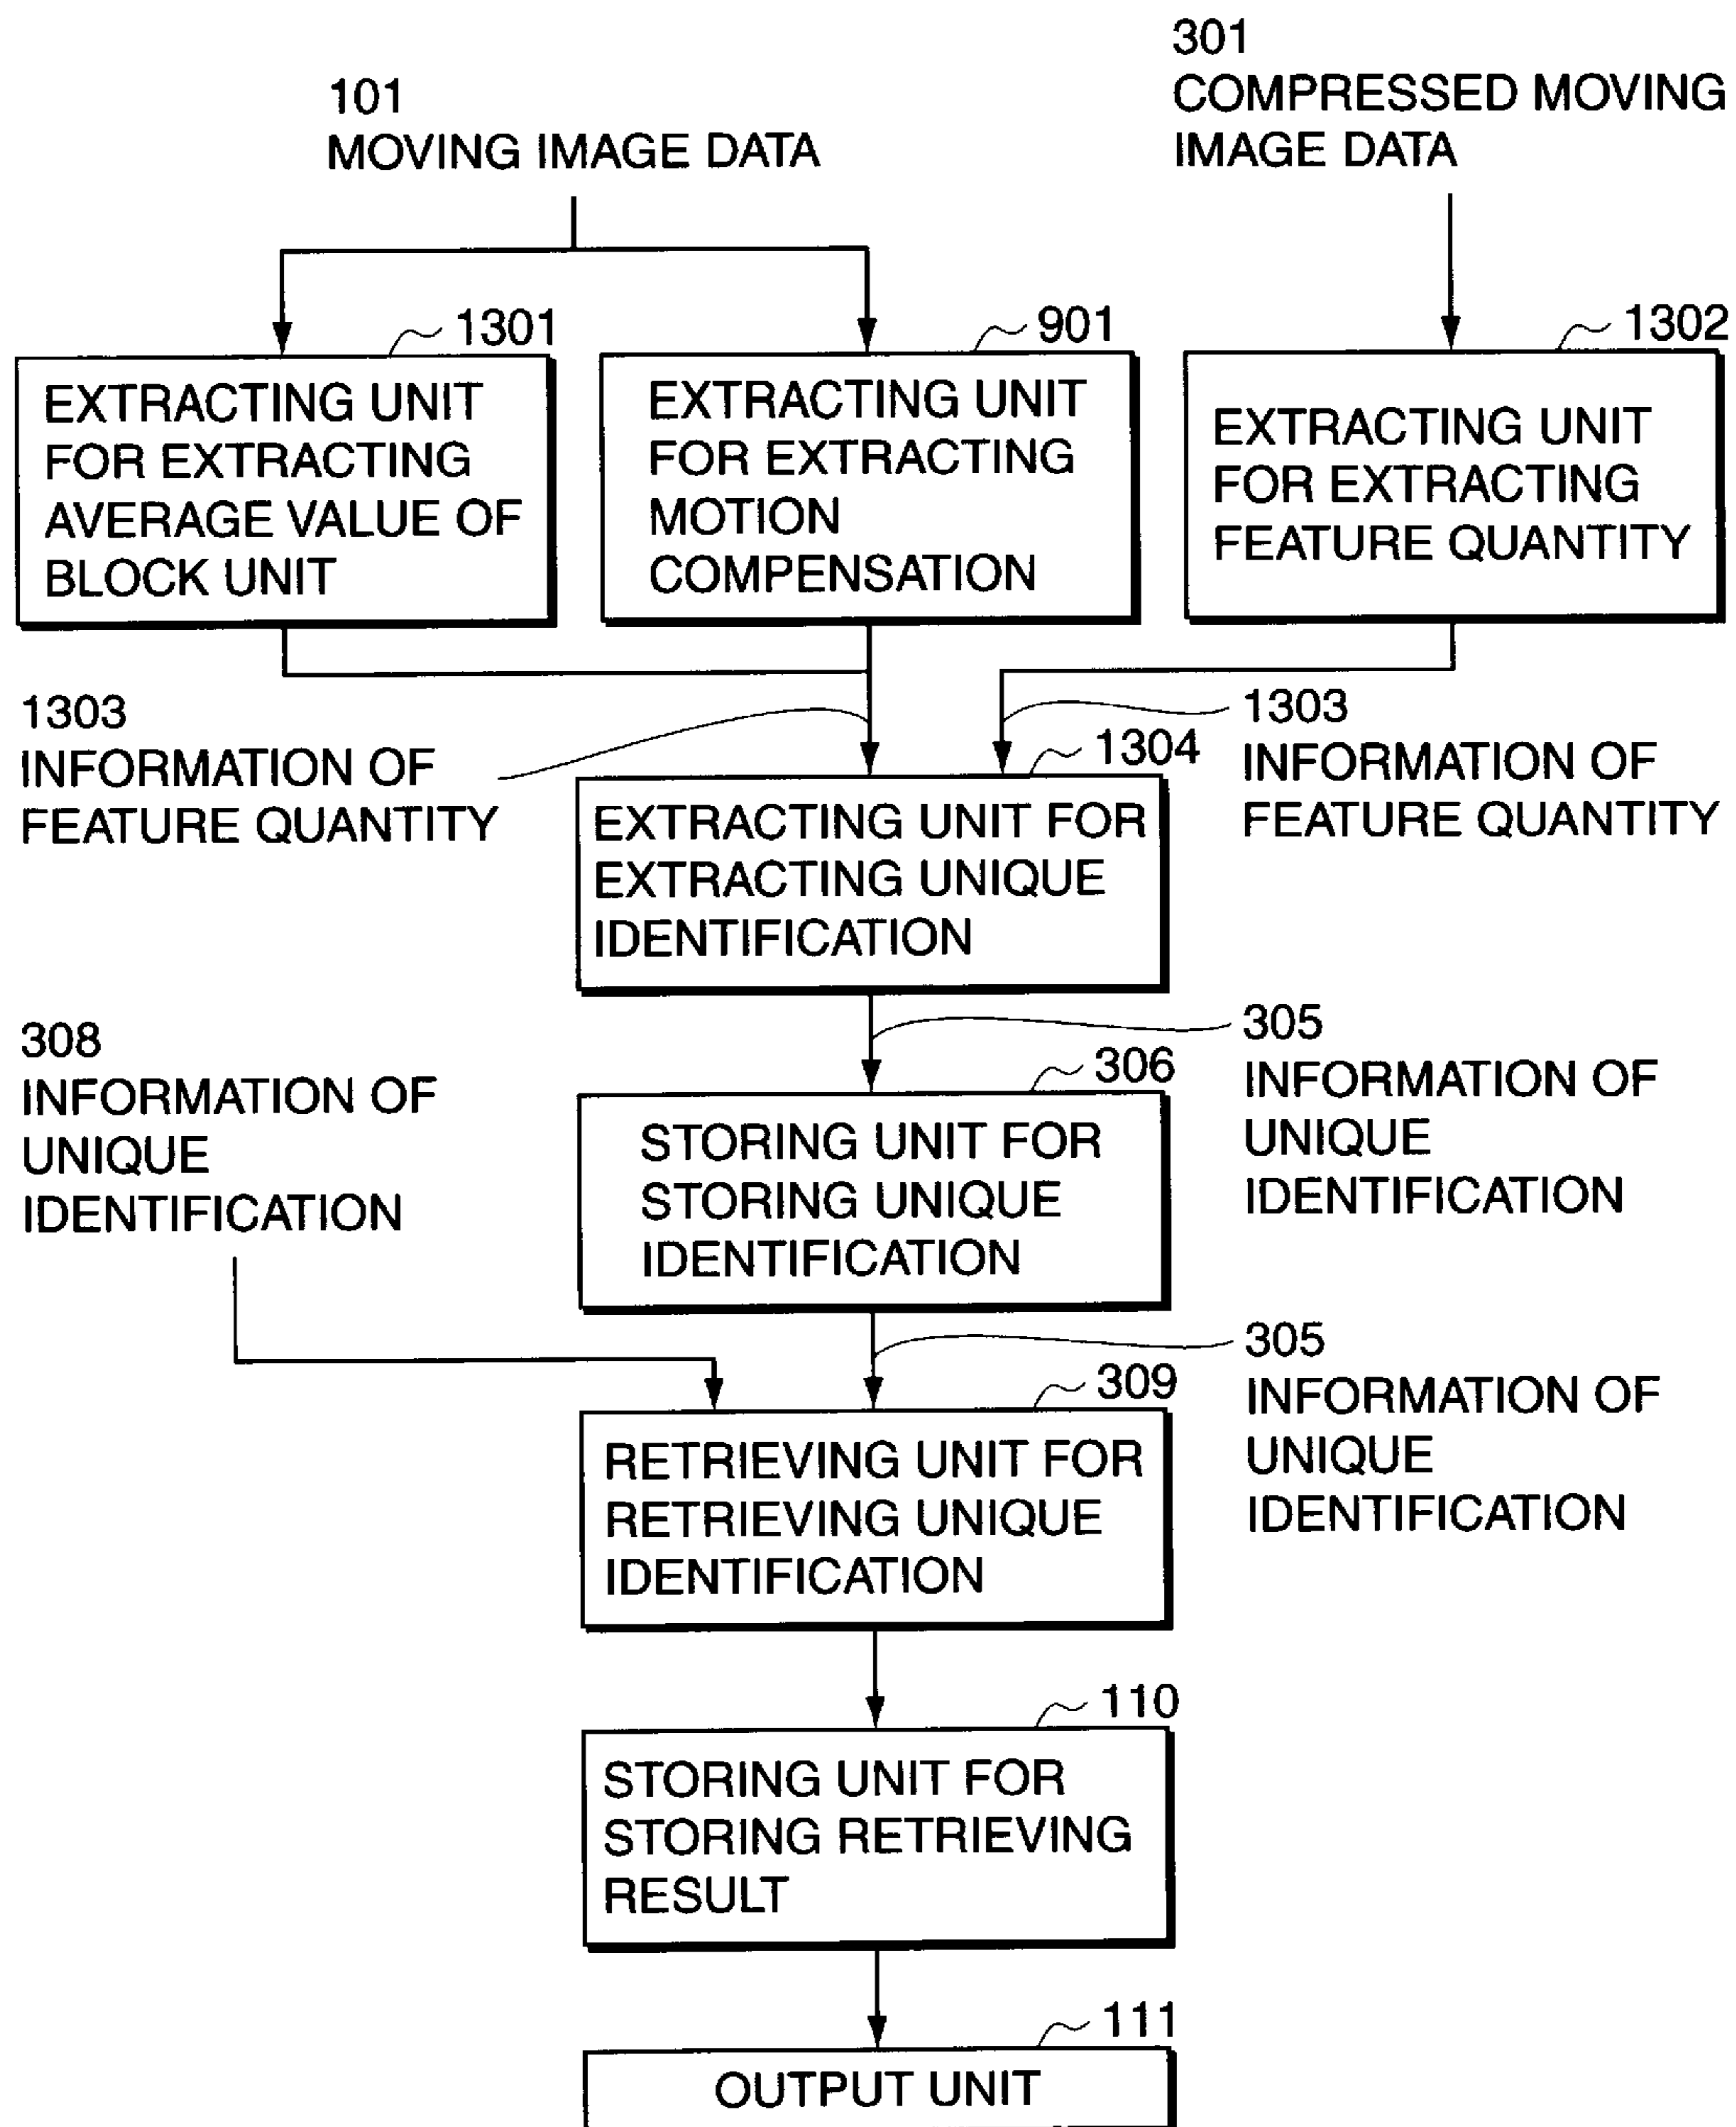 301
COMPRESSED MOVING
IMAGE DATA
101
MOVING IMAGE DATA
1301
901
1302
EXTRACTING UNIT
FOR EXTRACTING
AVERAGE VALUE OF
BLOCK UNIT
EXTRACTING UNIT
FOR EXTRACTING
MOTION
COMPENSATION
EXTRACTING UNIT
FOR EXTRACTING
FEATURE QUANTITY
1303
INFORMATION OF
FEATURE QUANTITY
1303
INFORMATION OF
FEATURE QUANTITY
1304
EXTRACTING UNIT FOR
EXTRACTING UNIQUE
IDENTIFICATION
305
INFORMATION OF
UNIQUE
IDENTIFICATION
308
INFORMATION OF
UNIQUE
IDENTIFICATION
306
STORING UNIT FOR
STORING UNIQUE
IDENTIFICATION
305
INFORMATION OF
UNIQUE
IDENTIFICATION
309
RETRIEVING UNIT FOR
RETRIEVING UNIQUE
IDENTIFICATION
110
STORING UNIT FOR
STORING RETRIEVING
RESULT
111
OUTPUT UNIT